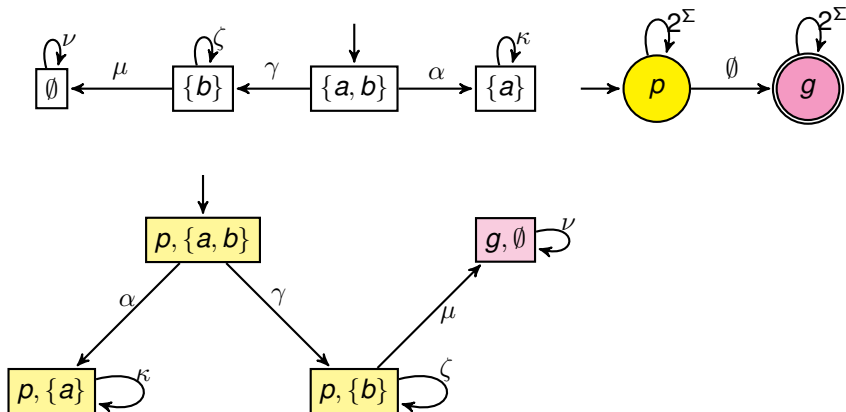 ν ζ κ 2^Σ 2^Σ
∅ μ {b} γ {a, b} α {a} p ∅ g
p, {a, b} g, ∅ ν
α γ μ
p, {a} κ p, {b} ζ